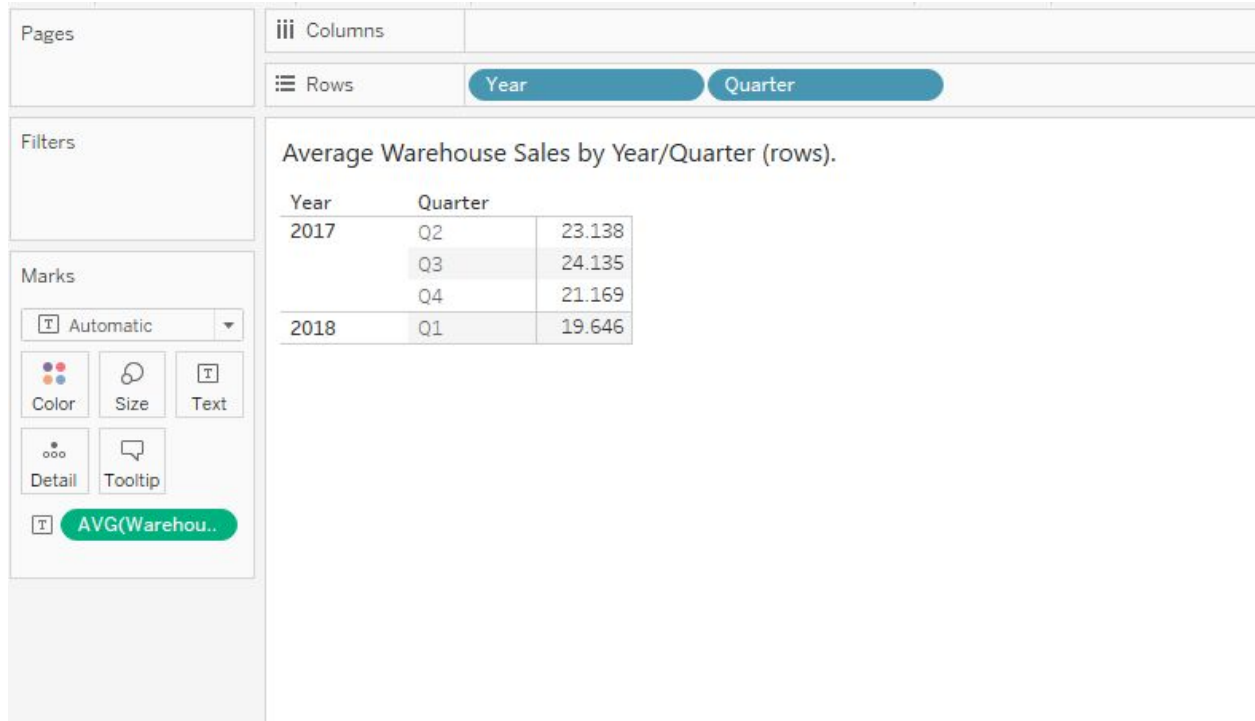 Pages
Columns
Rows Year Quarter
Filters
Average Warehouse Sales by Year/Quarter (rows).
Year Quarter
2017 Q2 23.138
Q3 24.135
Q4 21.169
2018 Q1 19.646
Marks
T Automatic
T
Color Size Text
Detail Tooltip
T AVG(Warehou..